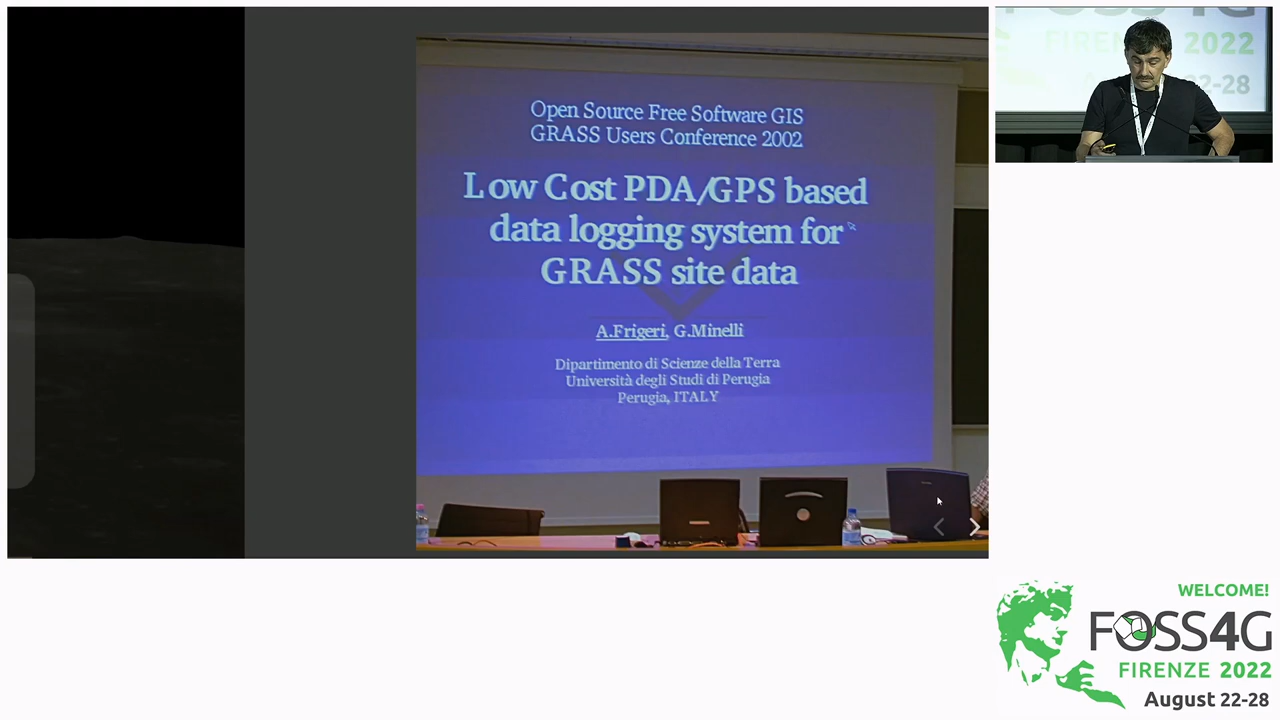 Open Source Free Software GIS
GRASS Users Conference 2002
Low Cost PDA/GPS based
data logging system for
GRASS site data
A.Frigeri, G.Minelli
Dipartimento di Scienze della Terra
Università degli Studi di Perugia
Perugia, ITALY
FOSS4G
FIRENZE 2022
22-28
WELCOME!
FOSS4G
FIRENZE 2022
August 22-28